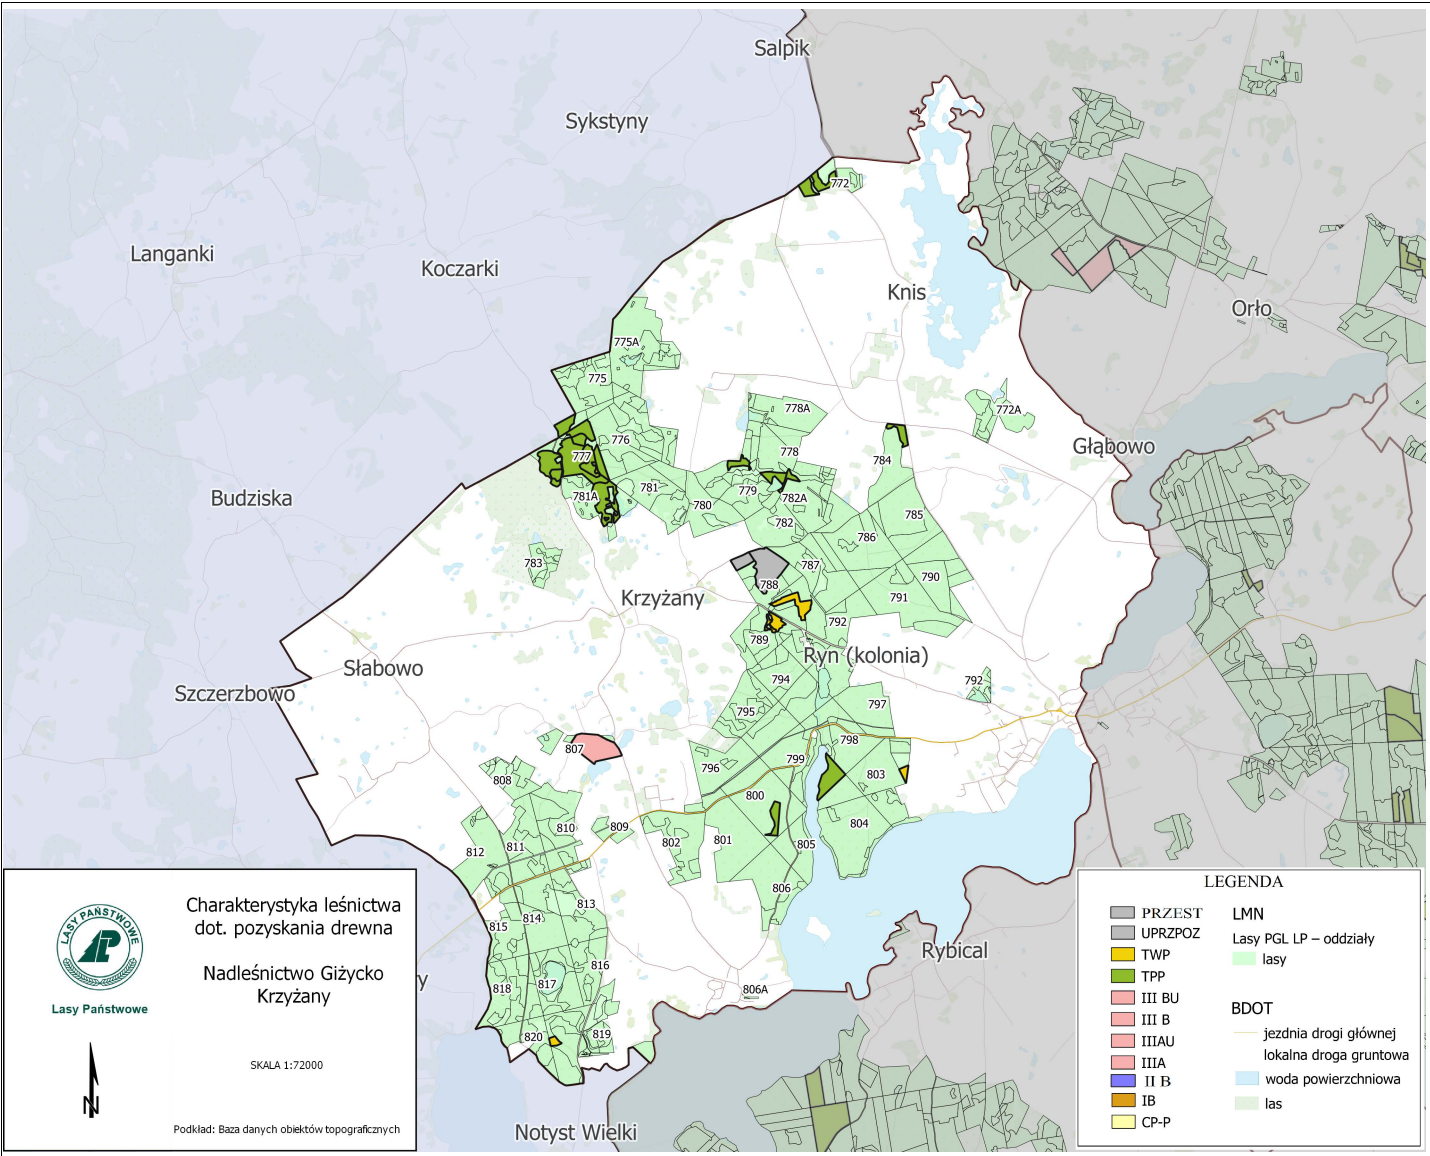 Salpik
Sykstyny
772
Langanki
Koczarki
Knis
Orło
775A
775
778A
772A
776
778
Głąbowo
777
784
781A
781
779
782A
Budziska
780
782
785
786
783
787
788
790
Krzyżany
791
789
792
Ryn (kolonia)
Słabowo
794
792
Szczerzbowo
797
795
807
798
799
796
803
808
800
810
809
804
811
812
802
801
805
806
813
814
815
816
Rybical
817
818
806A
820
819
Notyst Wielki
y
LASY PAŃSTWOWE
Lasy Państwowe
N
Charakterystyka leśnictwa
dot. pozyskania drewna
Nadleśnictwo Giżycko
Krzyżany
SKALA 1:72000
Podkład: Baza danych obiektów topograficznych
LEGENDA
PRZEST
UPRZPOZ
TWP
TPP
III BU
III B
IIIAU
IIIA
II B
IB
CP-P
LMN
Lasy PGL LP – oddziały
lasy
BDOT
jezdnia drogi głównej
lokalna droga gruntowa
woda powierzchniowa
las